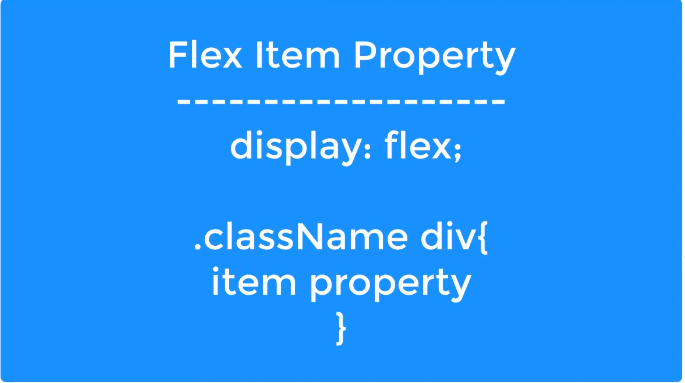 Flex Item Property
-------------------
display: flex;
.className div{
item property
}